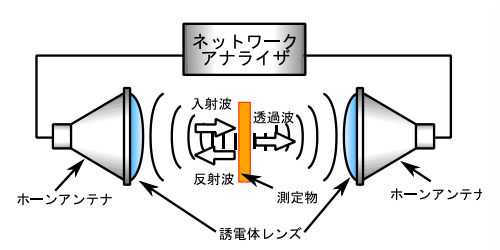 ネットワーク
アナライザ
入射波
透過波
反射波
測定物
ホーンアンテナ
ホーンアンテナ
誘電体レンズ